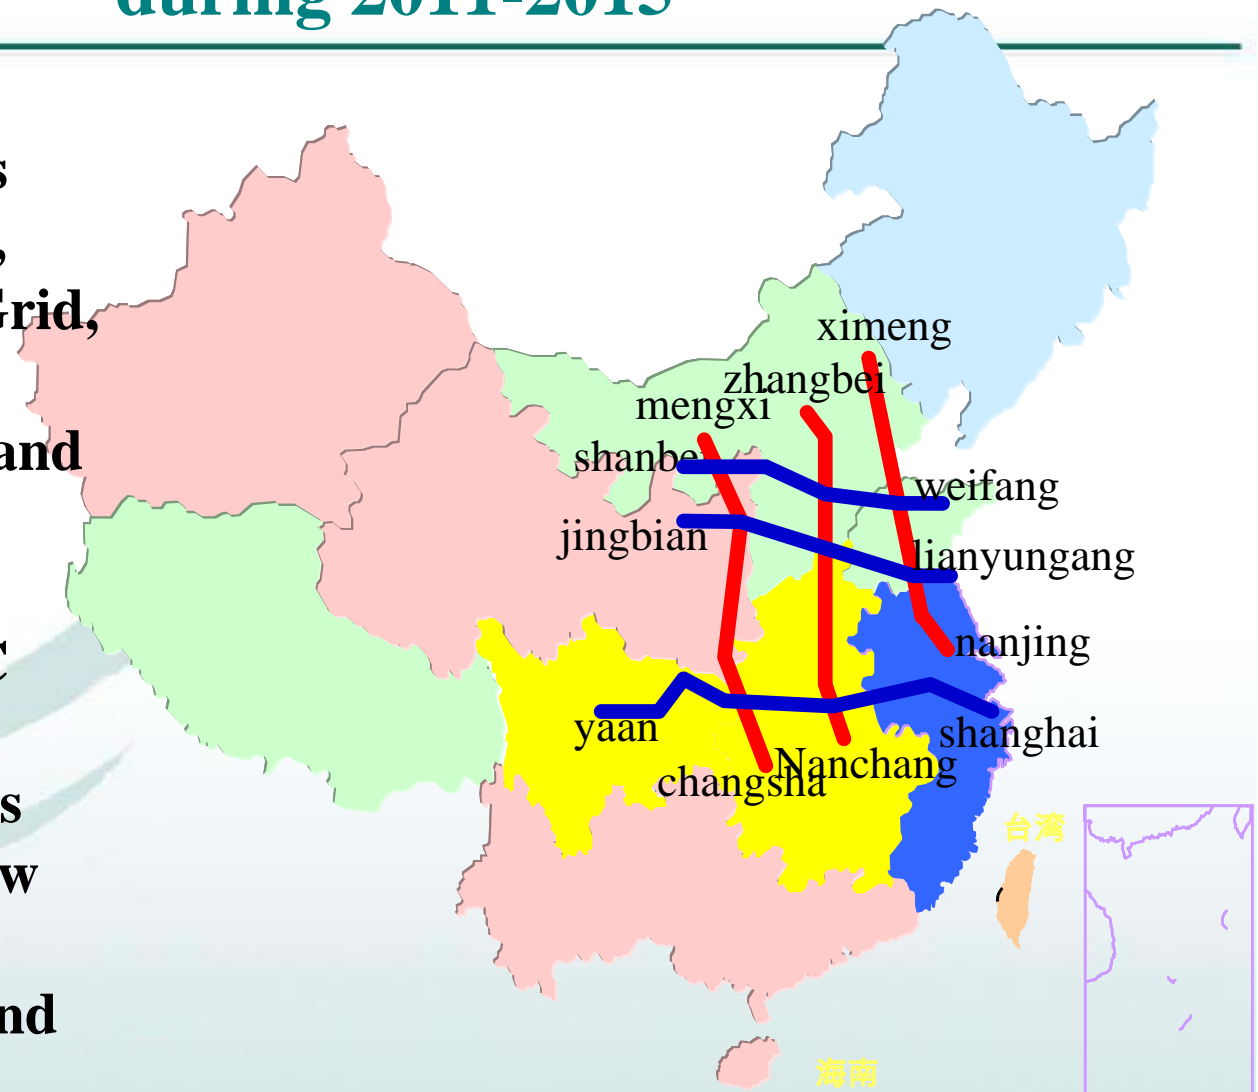 during 2011-2015
s
,
Grid,
and
C
s
w
nd
ximeng
zhangbei
mengxi
shanbei
weifang
jingbian
lianyungang
nanjing
yaan
shanghai
Nanchang
changsha
台湾
海南